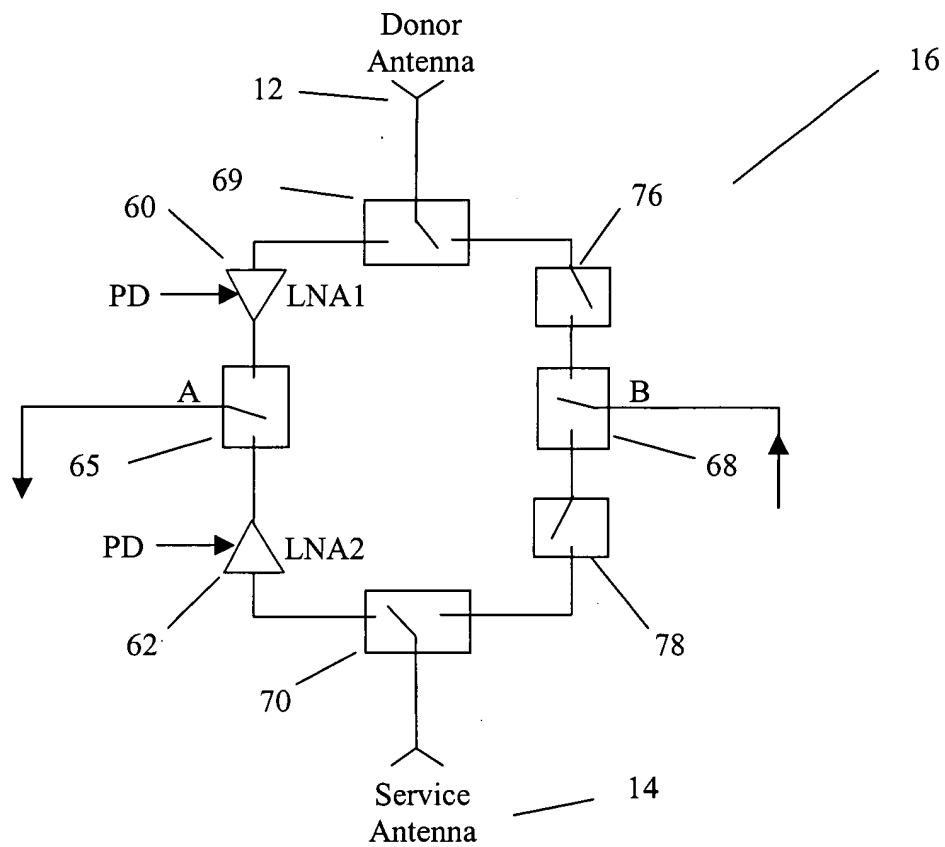 Donor
Antenna
16
12
69
76
60
PD
LNA1
A
B
65
68
PD
LNA2
62
78
70
Service
Antenna
14